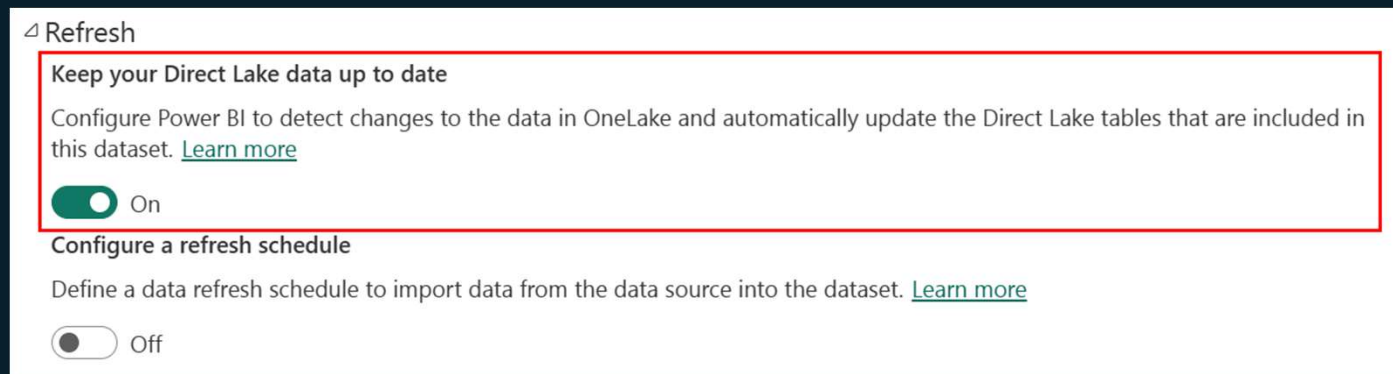 Refresh
Keep your Direct Lake data up to date
Configure Power BI to detect changes to the data in OneLake and automatically update the Direct Lake tables that are included in
this dataset. Learn more
On
Configure a refresh schedule
Define a data refresh schedule to import data from the data source into the dataset. Learn more
Off